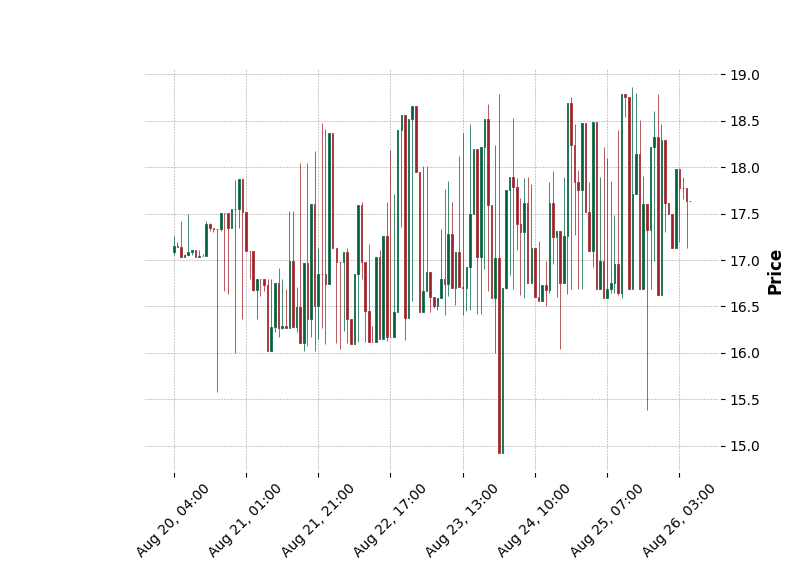 19.0
18.5
18.0
17.5
17.0
16.5
16.0
15.5
15.0
Price
Aug 20, 04:00
Aug 21, 01:00
Aug 21, 21:00
Aug 22, 17:00
Aug 23, 13:00
Aug 24, 10:00
Aug 25, 07:00
Aug 26, 03:00